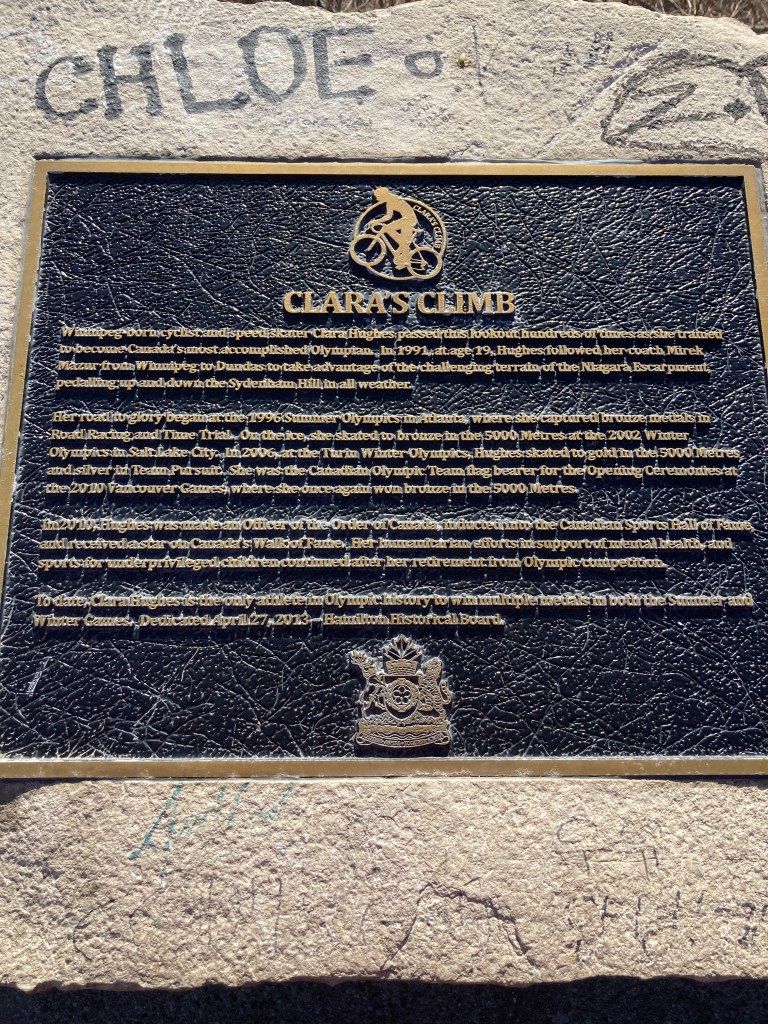 CHLOE
CLARA'S CLIMB
CLARA'S CLIMB
Winnipeg-born cyclist and speed skater Clara Hughes passed this lookout hundreds of times as she trained
to become Canada's most accomplished Olympian. In 1991, at age 19, Hughes followed her coach Mirek
Mazur from Winnipeg to Dundas to take advantage of the challenging terrain of the Niagara Escarpment,
pedalling up and down the Sydenham Hill in all weather.
Her road to glory began at the 1996 Summer Olympics in Atlanta, where she captured bronze medals in
Road Racing and Time Trial. On the ice, she skated to bronze in the 5000 Metres at the 2002 Winter
Olympics in Salt Lake City. In 2006, at the Turin Winter Olympics, Hughes skated to gold in the 5000 Metres
and silver in Team Pursuit. She was the Canadian Olympic Team flag bearer for the Opening Ceremonies at
the 2010 Vancouver Games, where she once again won bronze in the 5000 Metres.
In 2010, Hughes was made an Officer of the Order of Canada, inducted into the Canadian Sports Hall of Fame,
and received a star on Canada's Walk of Fame. Her humanitarian efforts in support of mental health, and
sports for underprivileged children continued after her retirement from Olympic competition.
To date, Clara Hughes is the only athlete in Olympic history to win multiple medals in both the Summer and
Winter Games. Dedicated April 27, 2013 - Hamilton Historical Board.